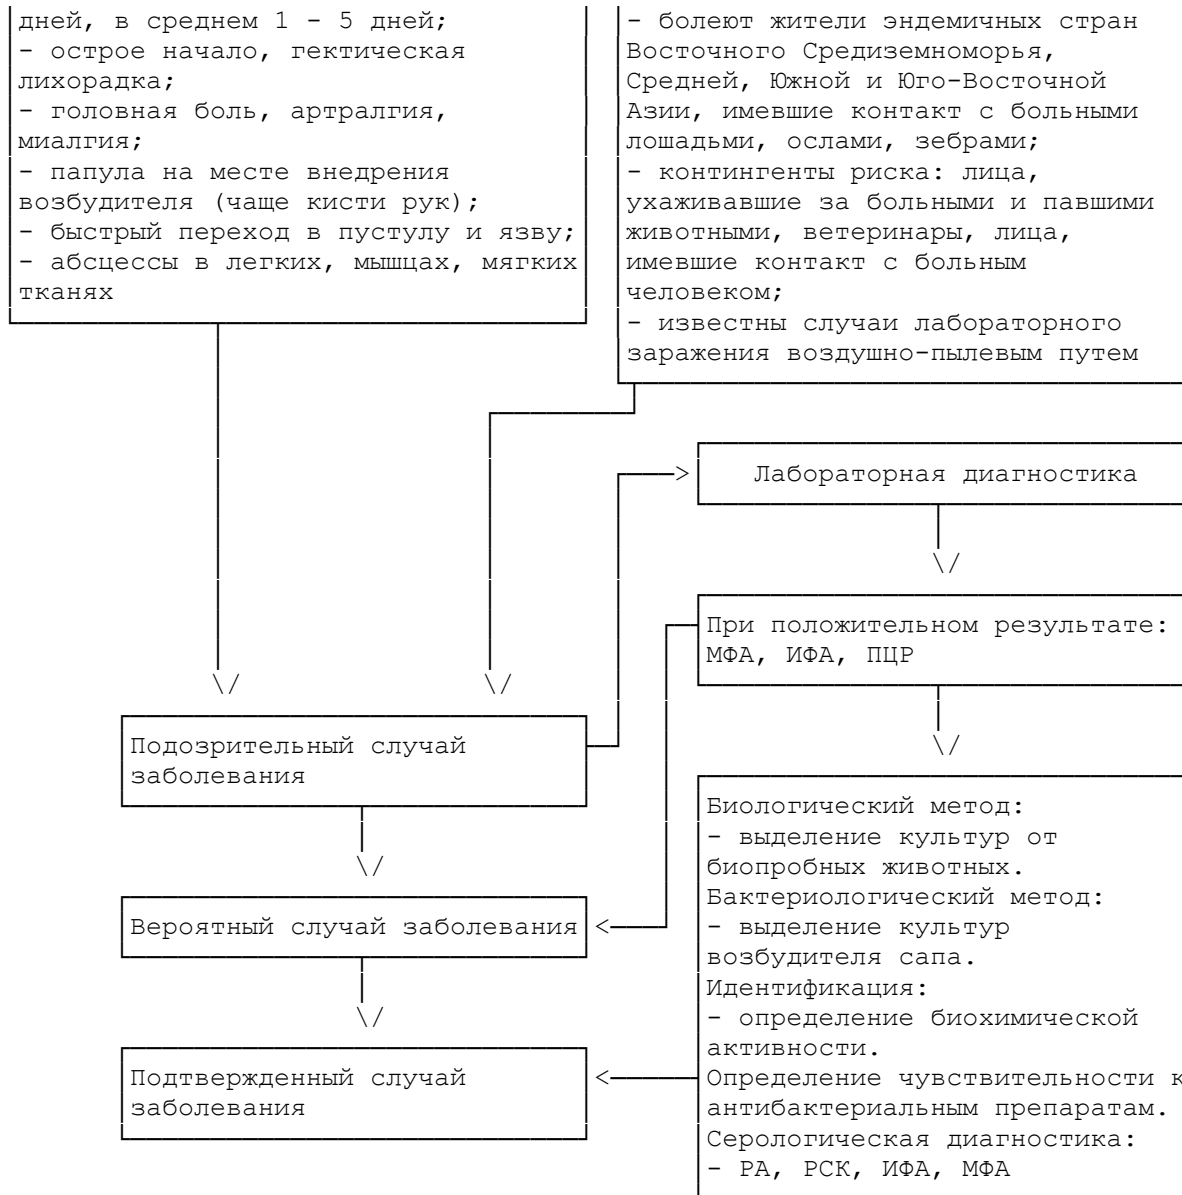 дней, в среднем 1 - 5 дней;
- острое начало, гектическая
лихорадка;
- головная боль, артралгия,
миалгия;
- папула на месте внедрения
возбудителя (чаще кисти рук);
- быстрый переход в пустулу и язву;
- абсцессы в легких, мышцах, мягких
тканях
- болеют жители эндемичных стран
Восточного Средиземноморья,
Средней, Южной и Юго-Восточной
Азии, имевшие контакт с больными
лошадьми, ослами, зебрами;
- контингенты риска: лица,
ухаживавшие за больными и павшими
животными, ветеринары, лица,
имевшие контакт с больным
человеком;
- известны случаи лабораторного
заражения воздушно-пылевым путем
Лабораторная диагностика
При положительном результате:
МФА, ИФА, ПЦР
Подозрительный случай
заболевания
Вероятный случай заболевания
Подтвержденный случай
заболевания
Биологический метод:
- выделение культур от
биопробных животных.
Бактериологический метод:
- выделение культур
возбудителя сапа.
Идентификация:
- определение биохимической
активности.
Определение чувствительности к
антибактериальным препаратам.
Серологическая диагностика:
- РА, РСК, ИФА, МФА